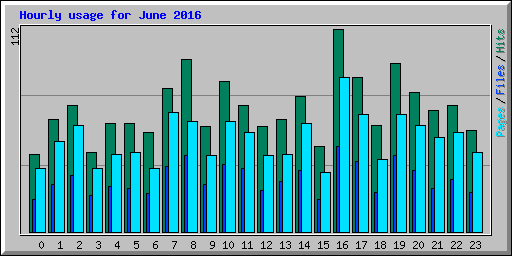 Hourly usage for June 2016
112
Pages/Files/Hits
0 1 2 3 4 5 6 7 8 9 10 11 12 13 14 15 16 17 18 19 20 21 22 23